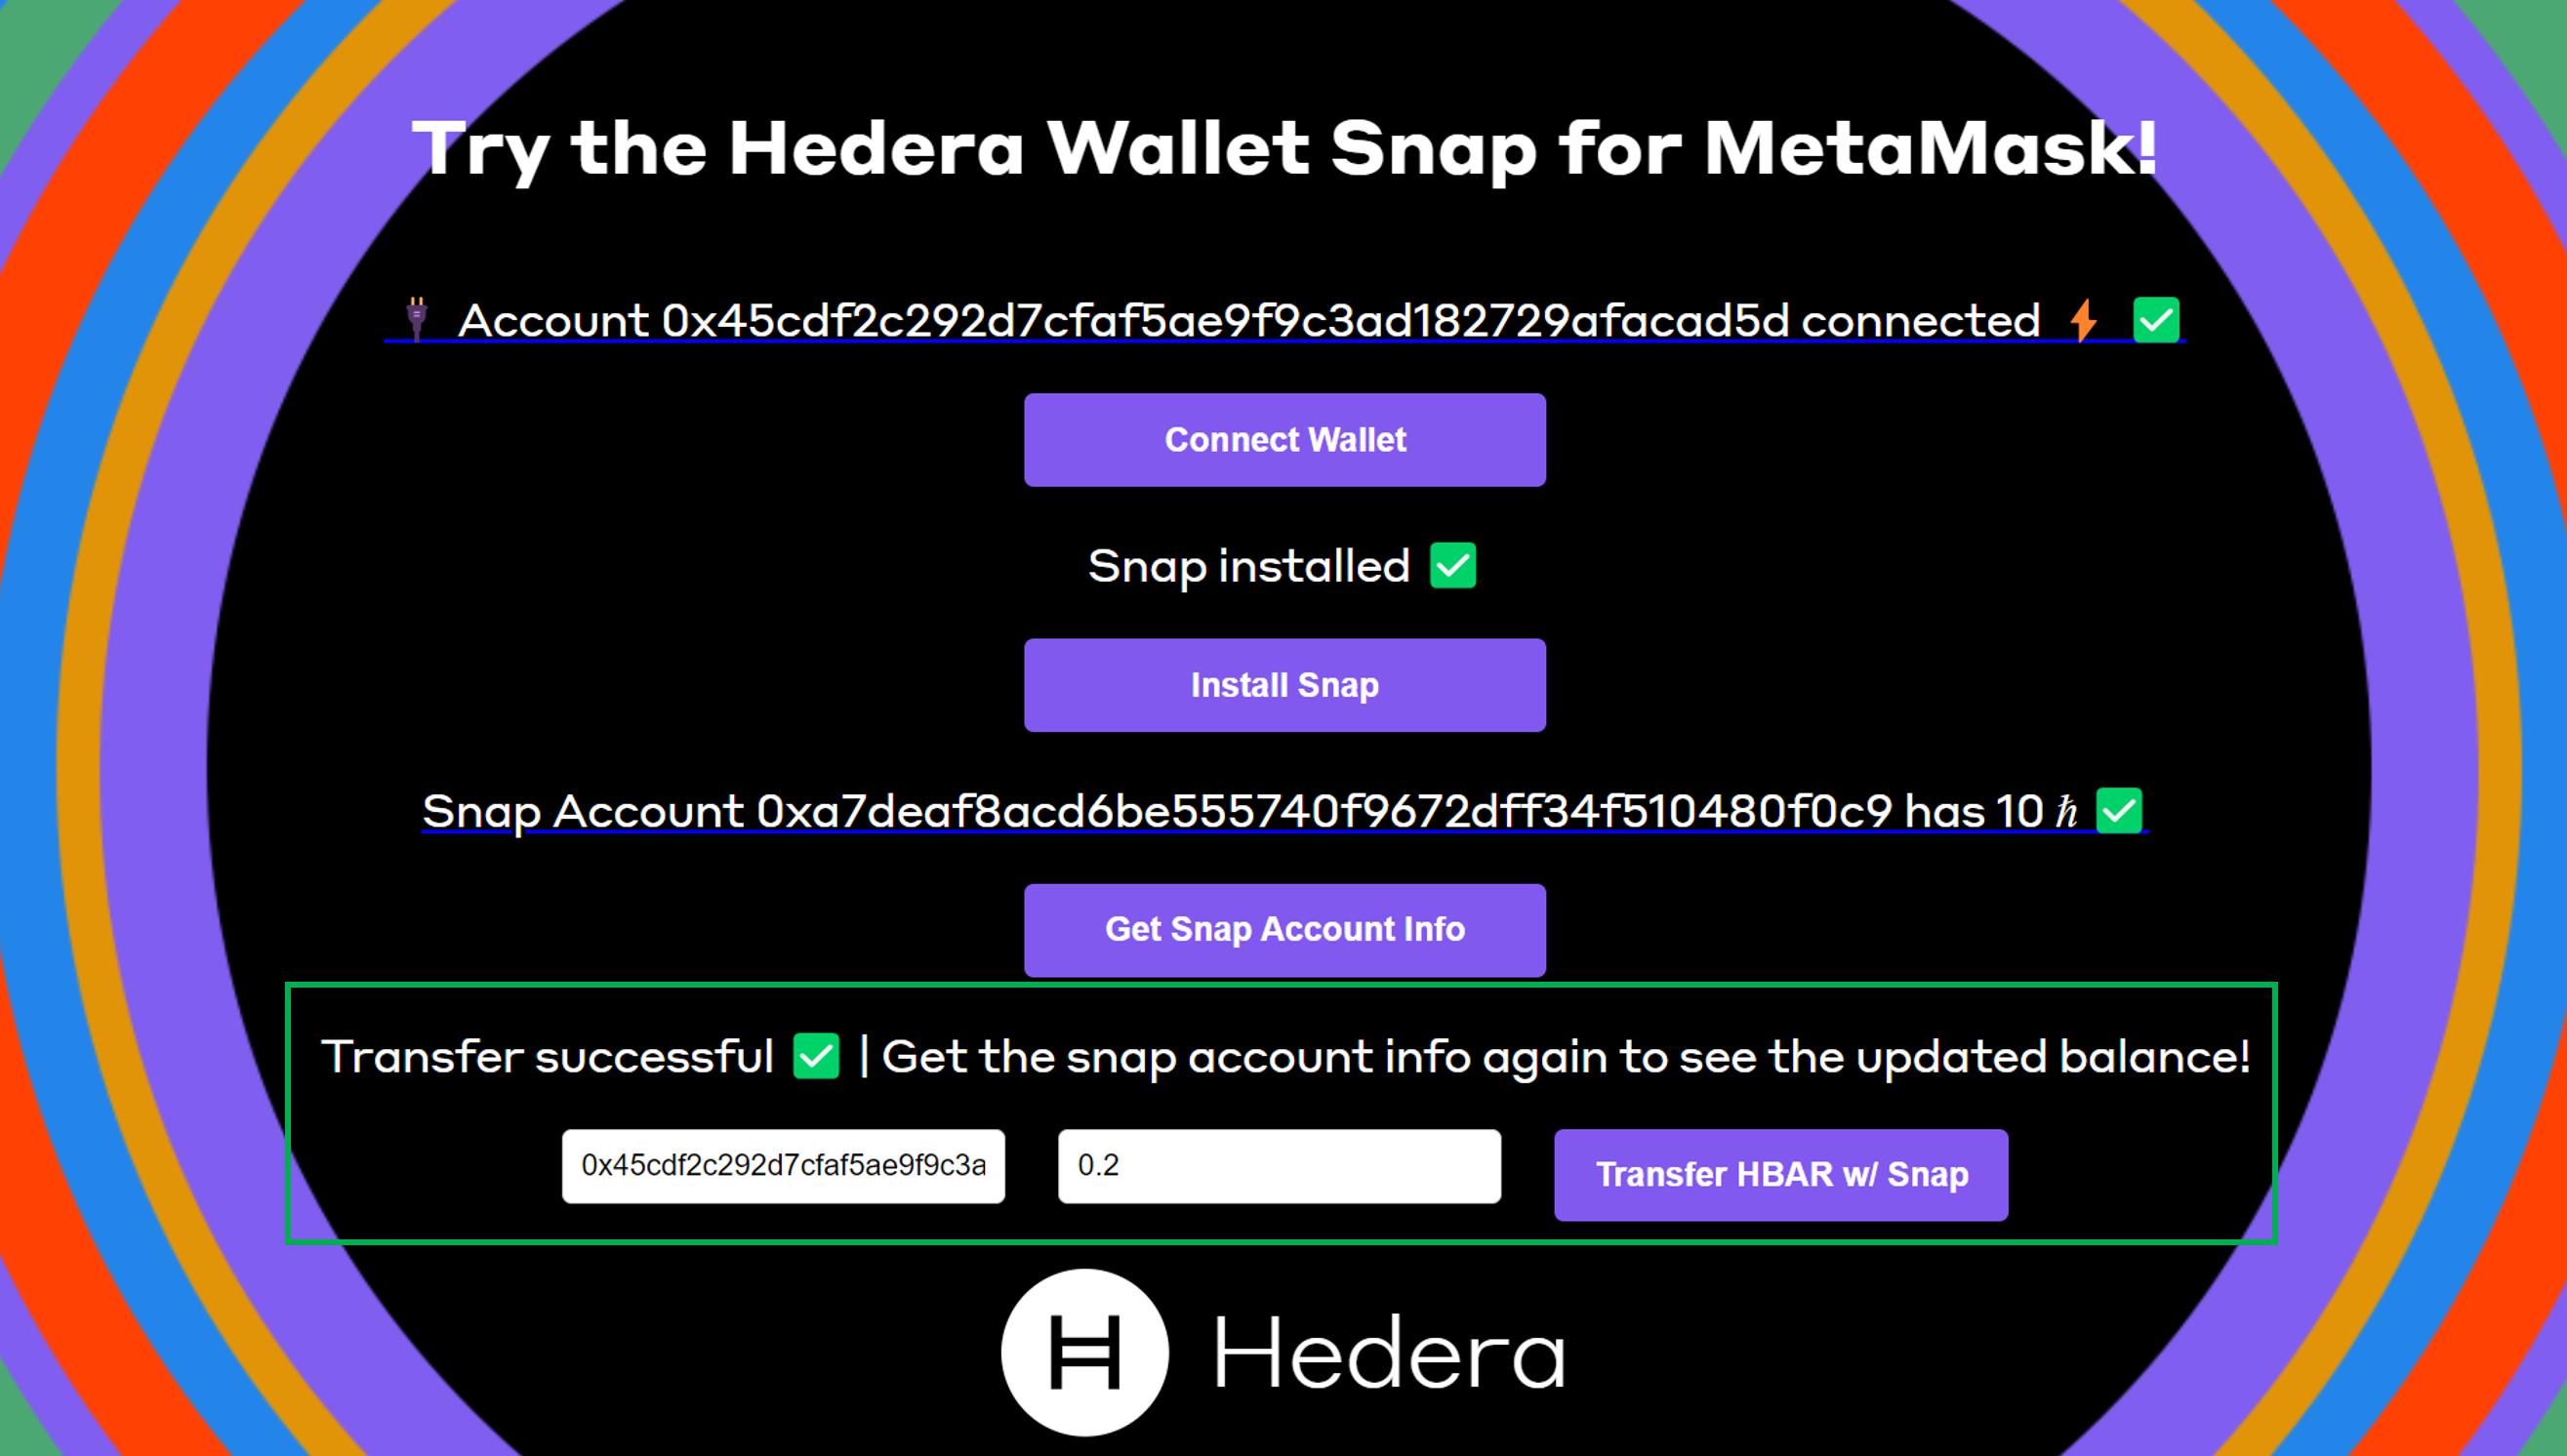 Try the Hedera Wallet Snap for MetaMask!
🔌 Account 0x45cdf2c292d7cfaf5ae9f9c3ad182729afacad5d connected ⚡ ✅
Connect Wallet
Snap installed ✅
Install Snap
Snap Account 0xa7deaf8acd6be555740f9672dff34f510480f0c9 has 10 ℏ ✅
Get Snap Account Info
Transfer successful ✅ | Get the snap account info again to see the updated balance!
0x45cdf2c292d7cfaf5ae9f9c3a
0.2
Transfer HBAR w/ Snap
Hedera